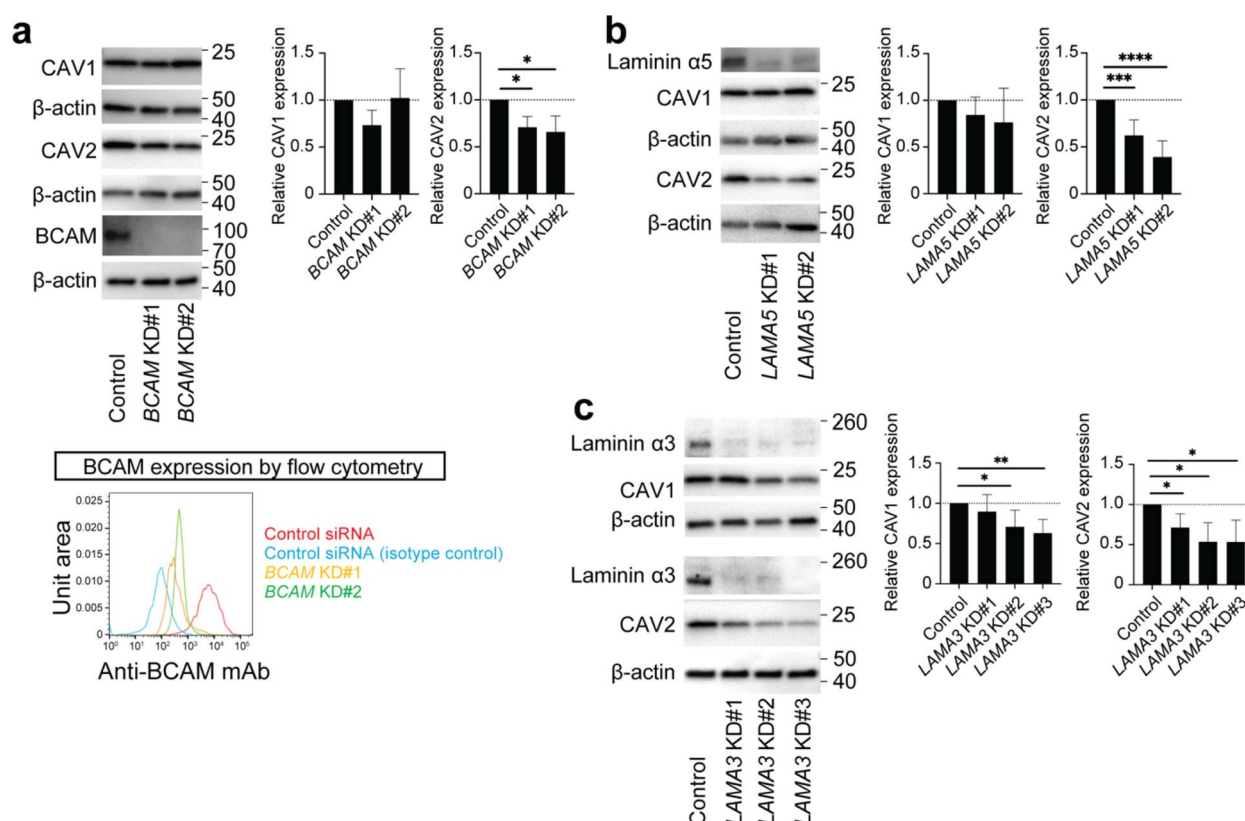 a
CAV1
25
β-actin
50
40
CAV2
25
β-actin
50
40
BCAM
100
70
β-actin
50
40
Control
BCAM KD#1
BCAM KD#2
Relative CAV1 expression
1.5
1.0
0.5
0
Control
BCAM KD#1
BCAM KD#2
Relative CAV2 expression
1.5
1.0
0.5
0
*
*
Control
BCAM KD#1
BCAM KD#2
BCAM expression by flow cytometry
Unit area
0.025
0.02
0.015
0.01
0.005
0
10⁰ 10¹ 10² 10³ 10⁴ 10⁵
Anti-BCAM mAb
Control siRNA
Control siRNA (isotype control)
BCAM KD#1
BCAM KD#2
b
Laminin α5
CAV1
25
β-actin
50
40
CAV2
25
β-actin
50
40
Control
LAMA5 KD#1
LAMA5 KD#2
Relative CAV1 expression
1.5
1.0
0.5
0
Control
LAMA5 KD#1
LAMA5 KD#2
Relative CAV2 expression
1.5
1.0
0.5
0
****
***
Control
LAMA5 KD#1
LAMA5 KD#2
c
Laminin α3
260
CAV1
25
β-actin
50
40
Laminin α3
260
CAV2
25
β-actin
50
40
Control
LAMA3 KD#1
LAMA3 KD#2
LAMA3 KD#3
Relative CAV1 expression
1.5
1.0
0.5
0
**
*
Control
LAMA3 KD#1
LAMA3 KD#2
LAMA3 KD#3
Relative CAV2 expression
1.5
1.0
0.5
0
*
*
*
Control
LAMA3 KD#1
LAMA3 KD#2
LAMA3 KD#3